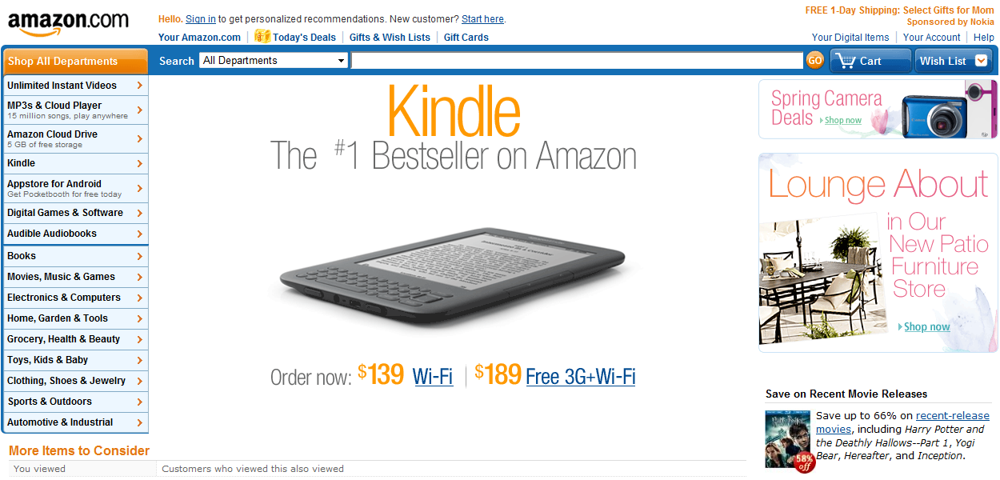 amazon.com
Hello. Sign in to get personalized recommendations. New customer? Start here.
FREE 1-Day Shipping: Select Gifts for Mom
Sponsored by Nokia
Your Amazon.com | Today's Deals | Gifts & Wish Lists | Gift Cards
Your Digital Items | Your Account | Help
Shop All Departments
Search All Departments GO Cart Wish List
Unlimited Instant Videos
MP3s & Cloud Player
15 million songs, play anywhere
Amazon Cloud Drive
5 GB of free storage
Kindle
Appstore for Android
Get Pocketbooth for free today
Digital Games & Software
Audible Audiobooks
Books
Movies, Music & Games
Electronics & Computers
Home, Garden & Tools
Grocery, Health & Beauty
Toys, Kids & Baby
Clothing, Shoes & Jewelry
Sports & Outdoors
Automotive & Industrial
Kindle
The #1 Bestseller on Amazon
Order now: $139 Wi-Fi | $189 Free 3G+Wi-Fi
Spring Camera
Deals Shop now
Lounge About
in Our
New Patio
Furniture
Store
Shop now
Save on Recent Movie Releases
Save up to 66% on recent-release
movies, including Harry Potter and
the Deathly Hallows--Part 1, Yogi
Bear, Hereafter, and Inception.
58%
off
More Items to Consider
You viewed
Customers who viewed this also viewed